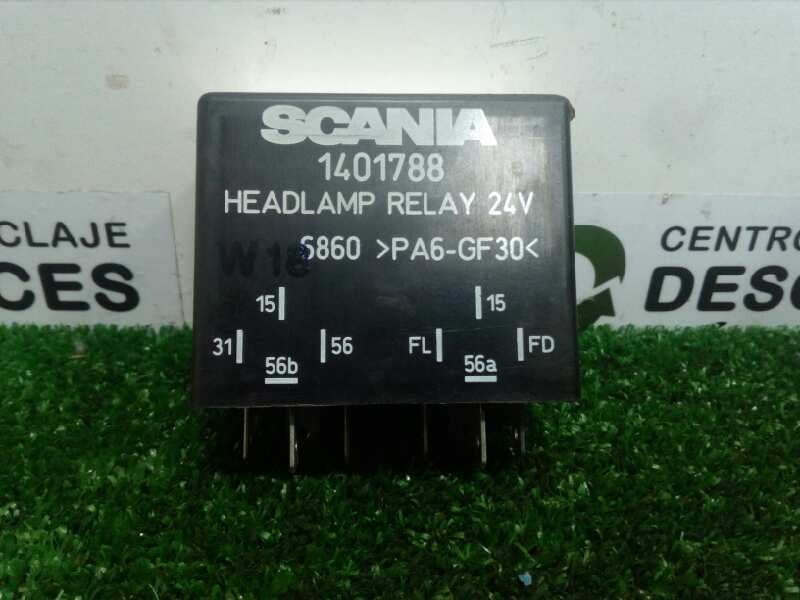 SCANIA
1401788
HEADLAMP RELAY 24V
W18 6860 >PA6-GF30<
15 15
31 56 FL FD
56b 56a
CLAJE
CES
CENTRO
DESC